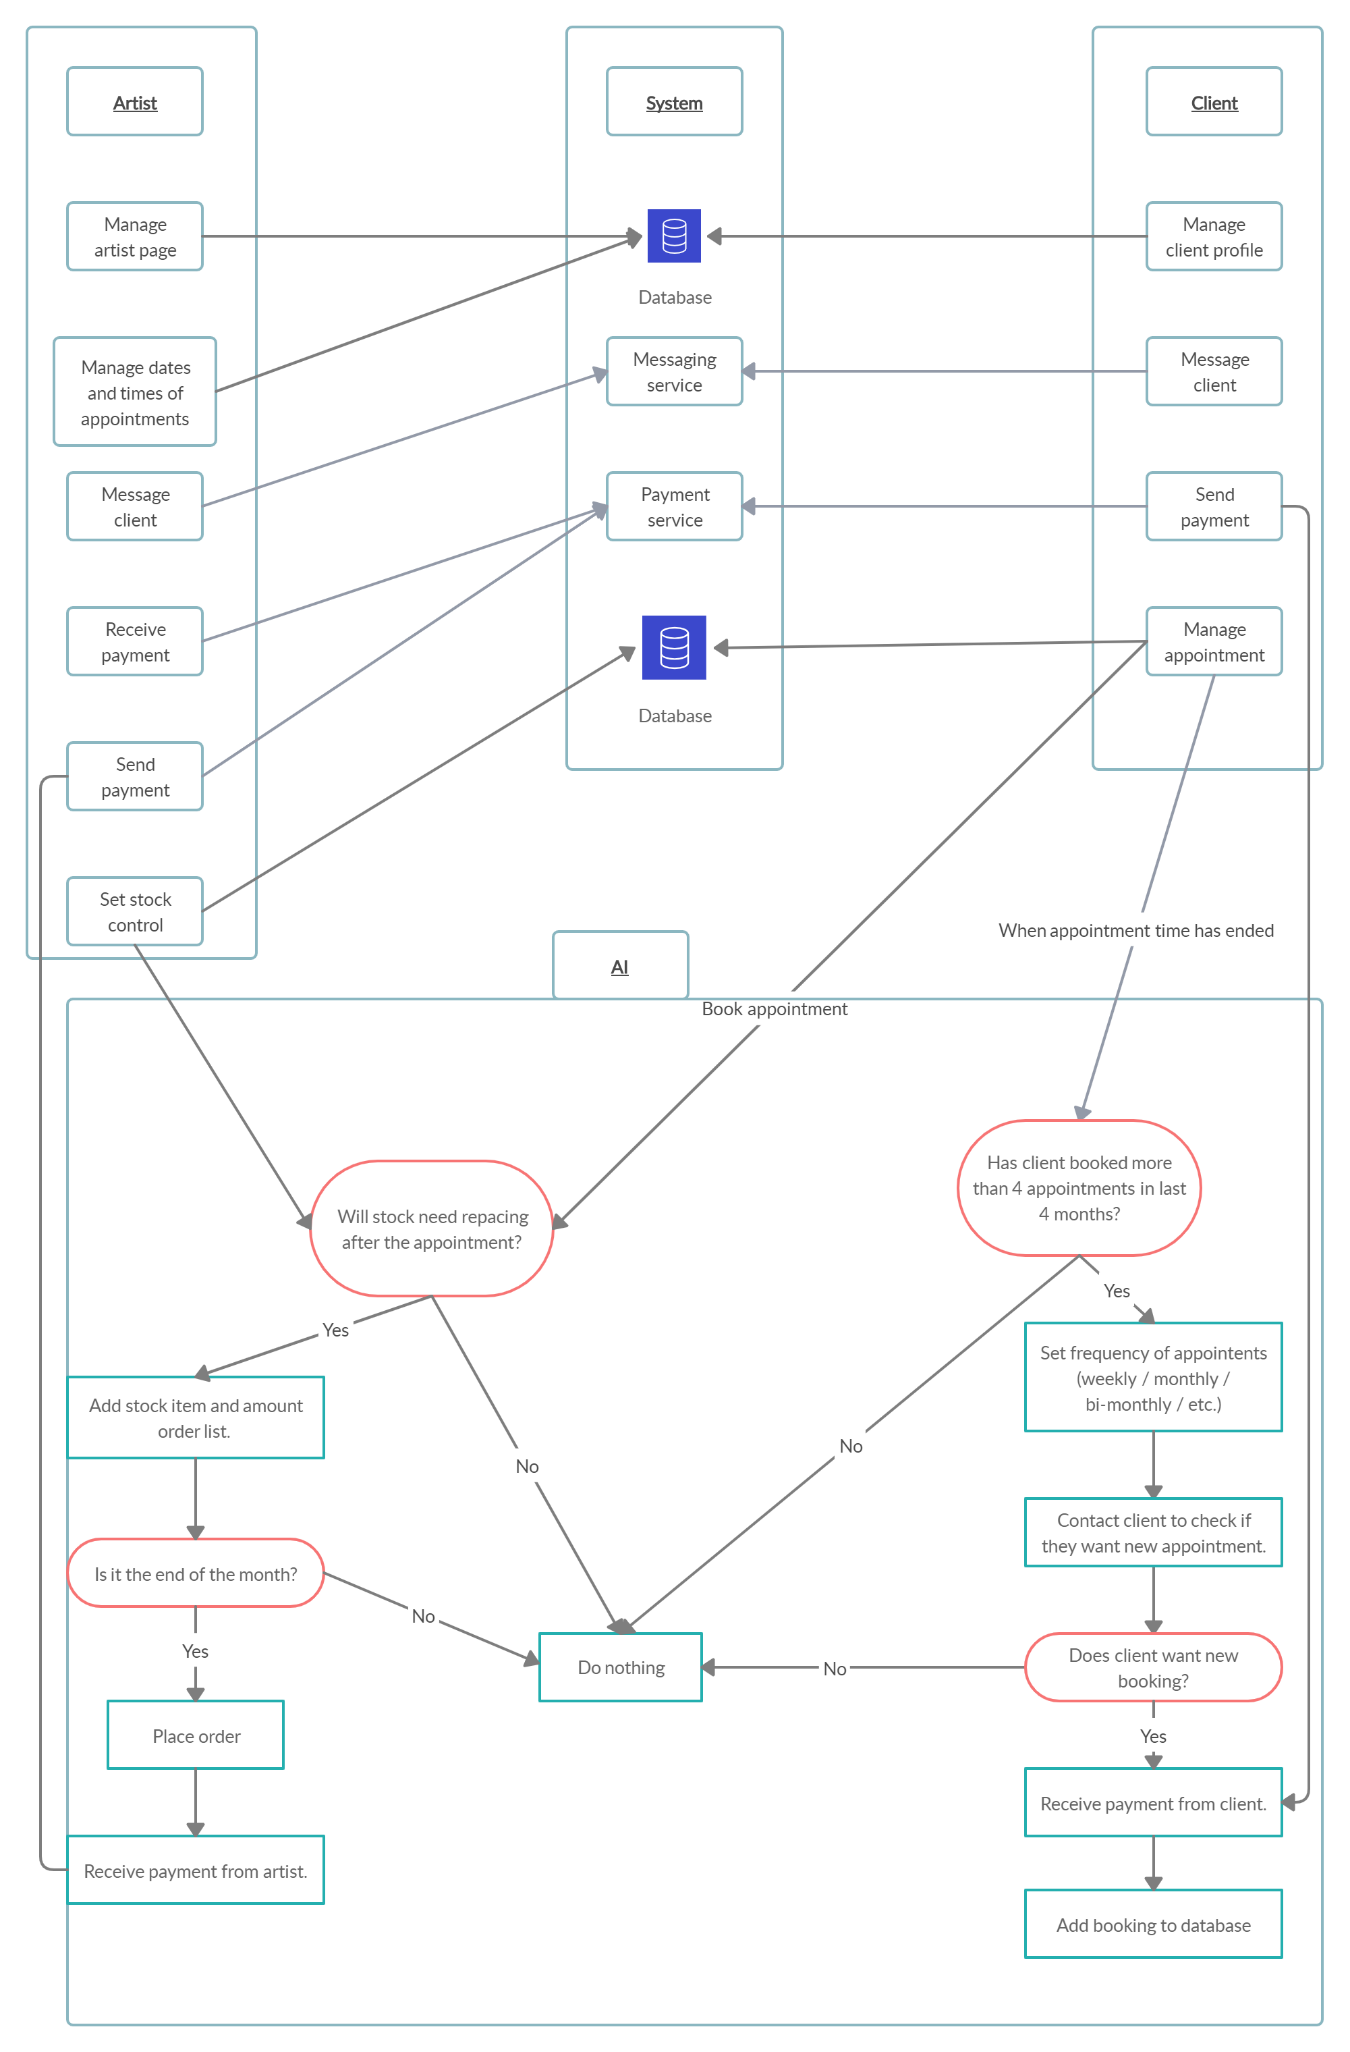 Artist
System
Client
Manage
artist page
Manage
client profile
Database
Manage dates
and times of
appointments
Messaging
service
Message
client
Message
client
Payment
service
Send
payment
Receive
payment
Manage
appointment
Database
Send
payment
Set stock
control
When appointment time has ended
AI
Book appointment
Has client booked more
than 4 appointments in last
4 months?
Will stock need repacing
after the appointment?
Yes
Yes
Set frequency of appointents
(weekly / monthly /
bi-monthly / etc.)
Add stock item and amount
order list.
No
No
Contact client to check if
they want new appointment.
Is it the end of the month?
No
Yes
Do nothing
No
Does client want new
booking?
Place order
Yes
Receive payment from client.
Receive payment from artist.
Add booking to database